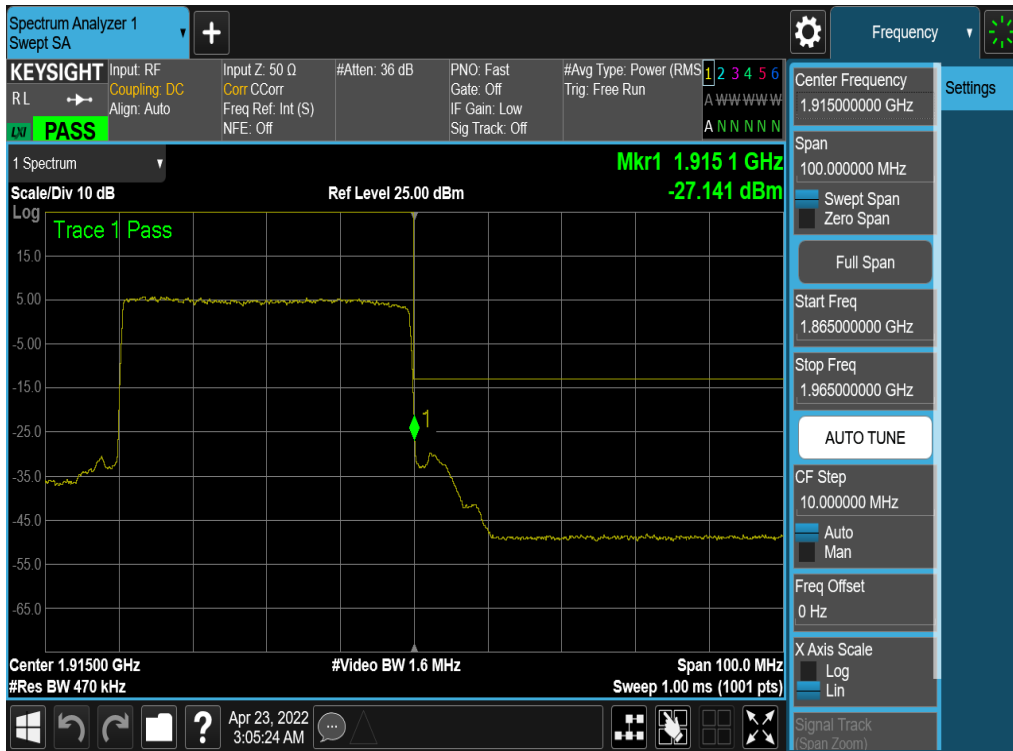 Spectrum Analyzer 1
Swept SA
+
Frequency
KEYSIGHT
Input: RF
Coupling: DC
Align: Auto
Input Z: 50 Ω
Corr CCorr
Freq Ref: Int (S)
NFE: Off
#Atten: 36 dB
PNO: Fast
Gate: Off
IF Gain: Low
Sig Track: Off
#Avg Type: Power (RMS
Trig: Free Run
1 2 3 4 5 6
A W W W W W
A N N N N N
R L
LXI
PASS
1 Spectrum
Mkr1 1.915 1 GHz
-27.141 dBm
Scale/Div 10 dB
Ref Level 25.00 dBm
Log
Trace 1 Pass
15.0
5.00
-5.00
-15.0
-25.0
-35.0
-45.0
-55.0
-65.0
1
Center 1.91500 GHz
#Video BW 1.6 MHz
Span 100.0 MHz
#Res BW 470 kHz
Sweep 1.00 ms (1001 pts)
Center Frequency
1.915000000 GHz
Settings
Span
100.000000 MHz
Swept Span
Zero Span
Full Span
Start Freq
1.865000000 GHz
Stop Freq
1.965000000 GHz
AUTO TUNE
CF Step
10.000000 MHz
Auto
Man
Freq Offset
0 Hz
X Axis Scale
Log
Lin
Signal Track
(Span Zoom)
?
Apr 23, 2022
3:05:24 AM